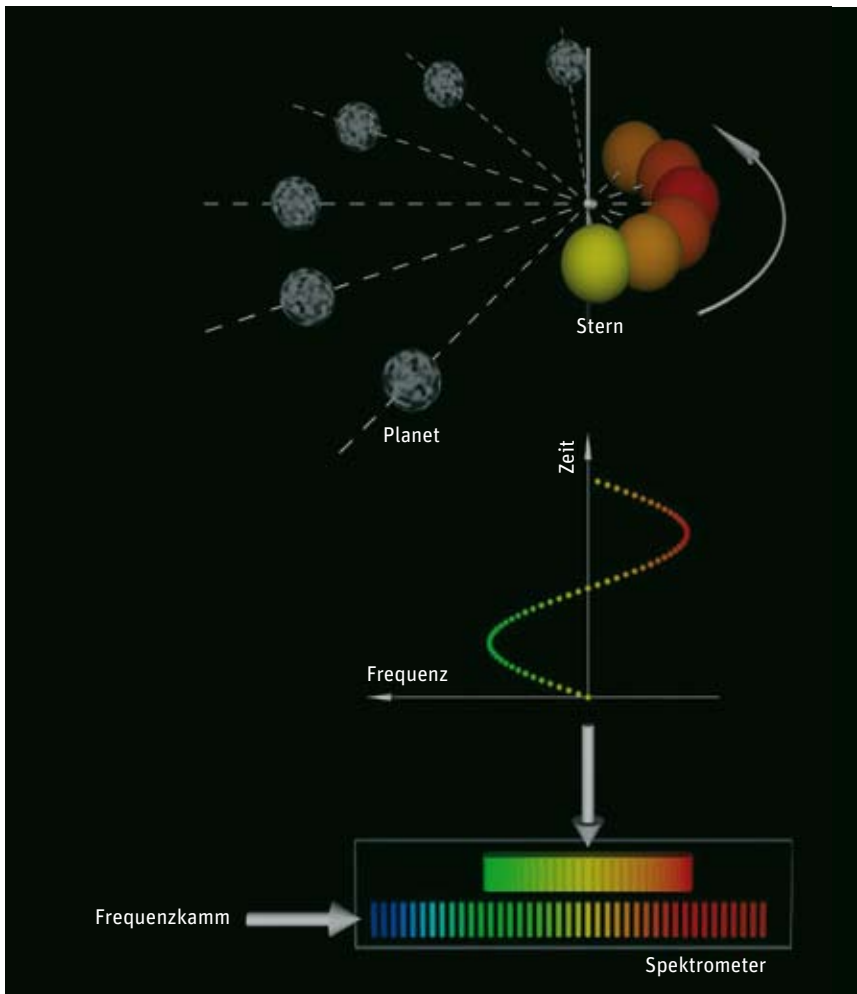 Stern
Planet
Zeit
Frequenz
Frequenzkamm
Spektrometer